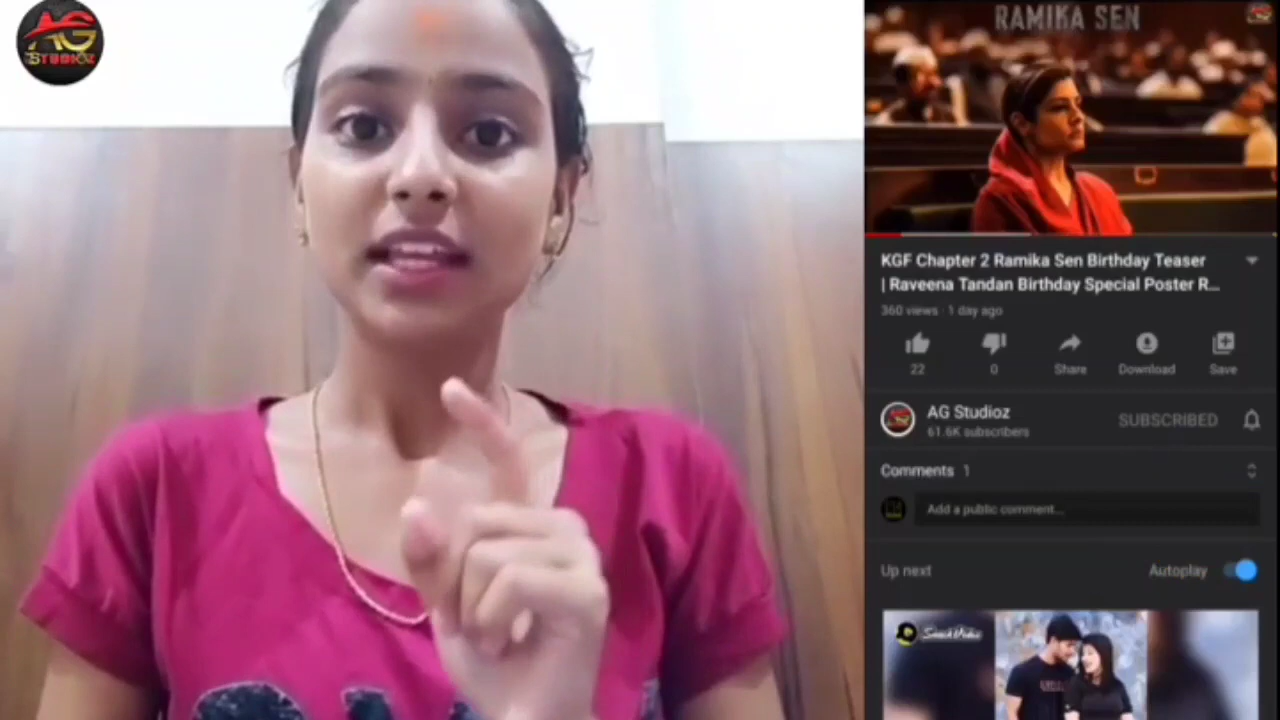 AG
STUDIOZ
RAMIKA SEN
KGF Chapter 2 Ramika Sen Birthday Teaser
| Raveena Tandan Birthday Special Poster R...
360 views · 1 day ago
22
0
Share
Download
Save
AG Studioz
61.6K subscribers
SUBSCRIBED
Comments 1
Add a public comment...
Up next
Autoplay